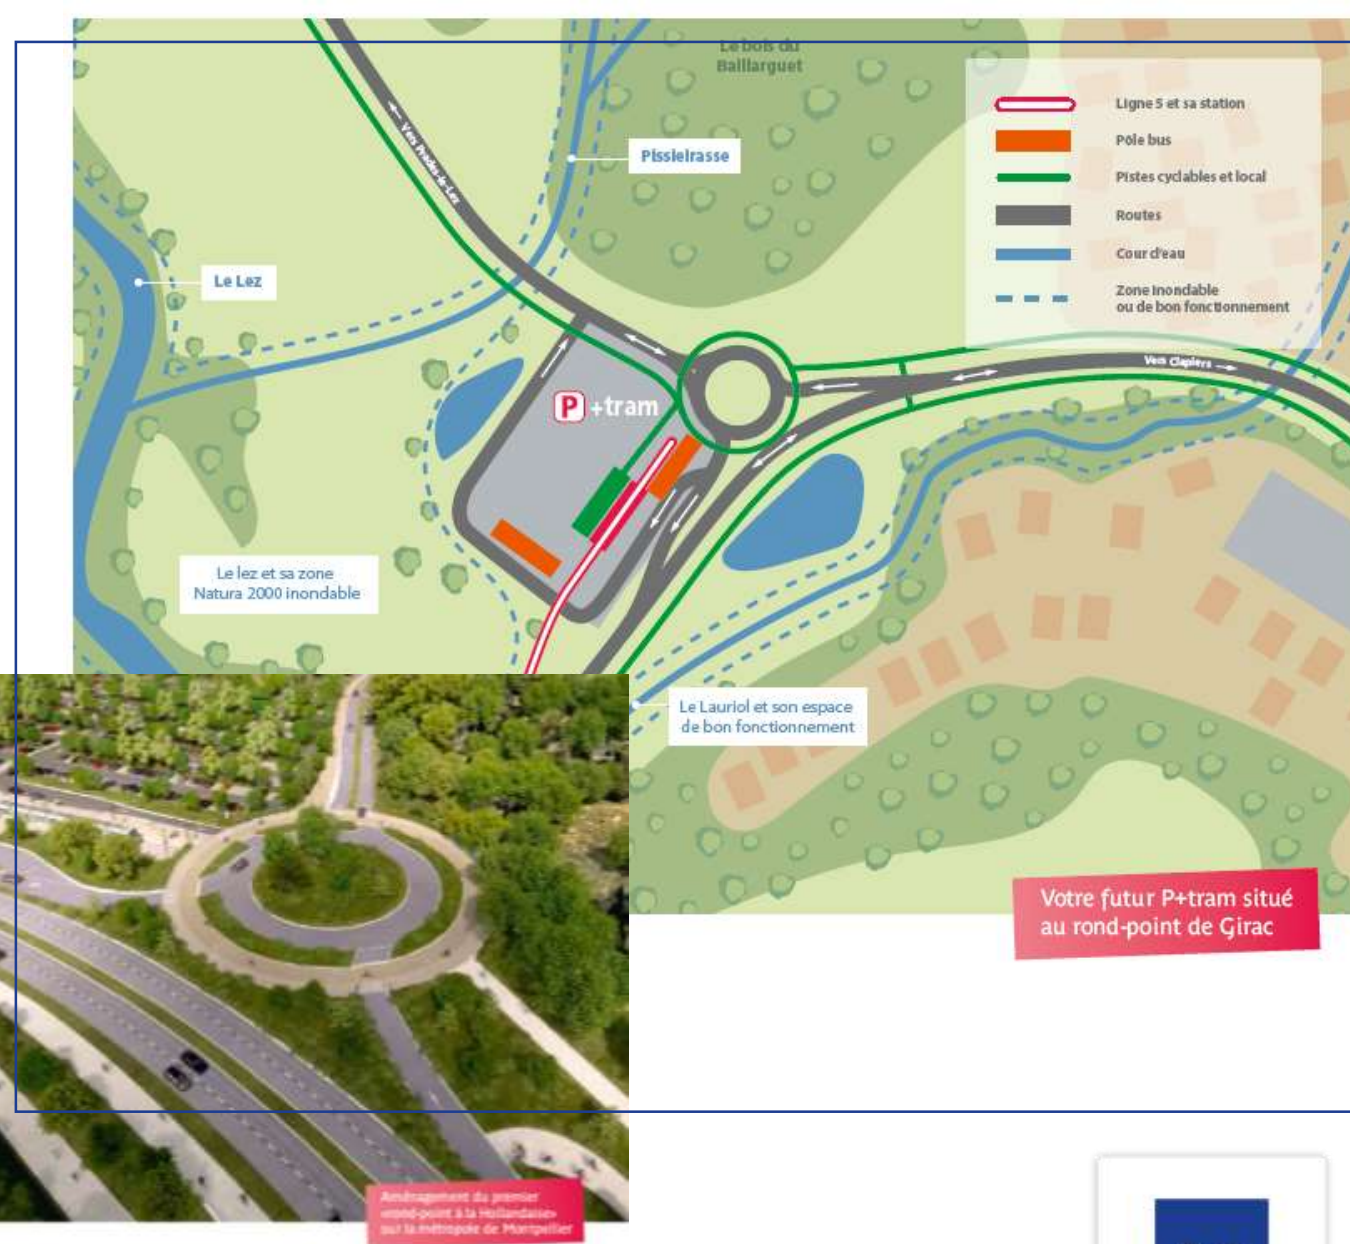 Le bois du
Baillarguet
Ligne 5 et sa station
Pôle bus
Pistes cyclables et local
Routes
Cour d'eau
Zone Inondable
ou de bon fonctionnement
Vers Prades-le-Lez
Pissieirasse
Le Lez
Vers Clapiers
P +tram
Le lez et sa zone
Natura 2000 inondable
Le Lauriol et son espace
de bon fonctionnement
Votre futur P+tram situé
au rond-point de Girac
Aménagement du premier
«rond-point à la Hollandaise»
sur la métropole de Montpellier